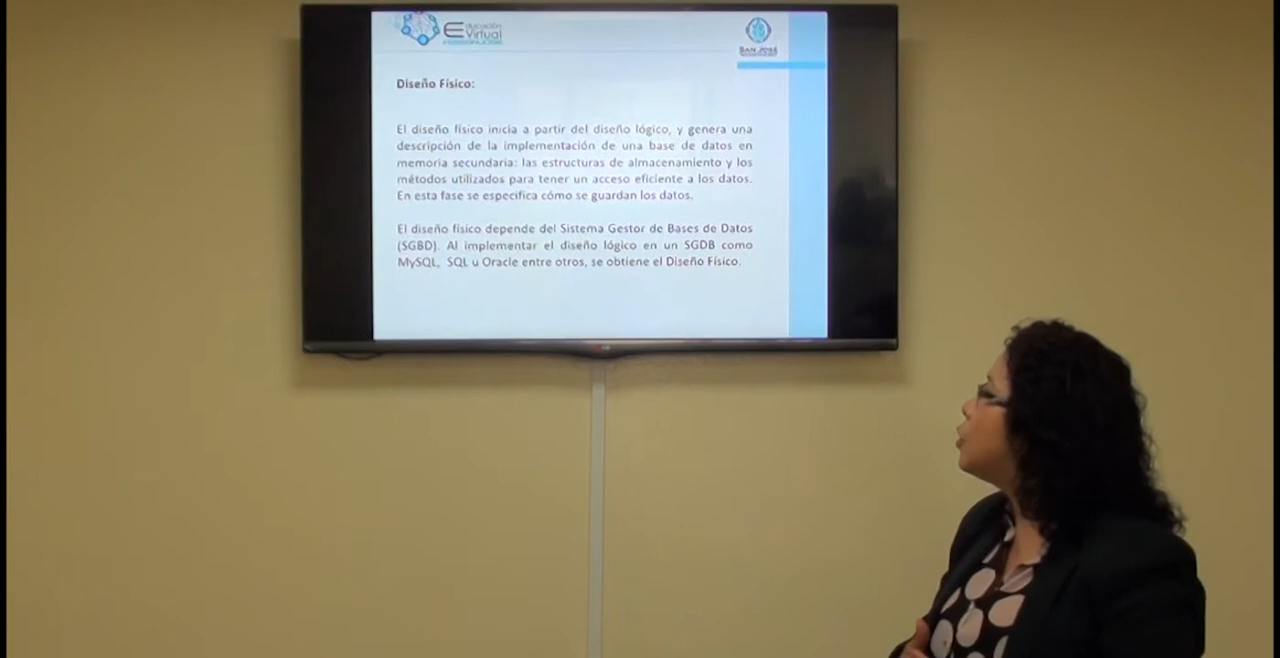 Educación
Virtual
SAN JOSÉ
Diseño Físico:
El diseño físico inicia a partir del diseño lógico, y genera una
descripción de la implementación de una base de datos en
memoria secundaria: las estructuras de almacenamiento y los
métodos utilizados para tener un acceso eficiente a los datos.
En esta fase se especifica cómo se guardan los datos.
El diseño físico depende del Sistema Gestor de Bases de Datos
(SGBD). Al implementar el diseño lógico en un SGDB como
MySQL, SQL u Oracle entre otros, se obtiene el Diseño Físico.